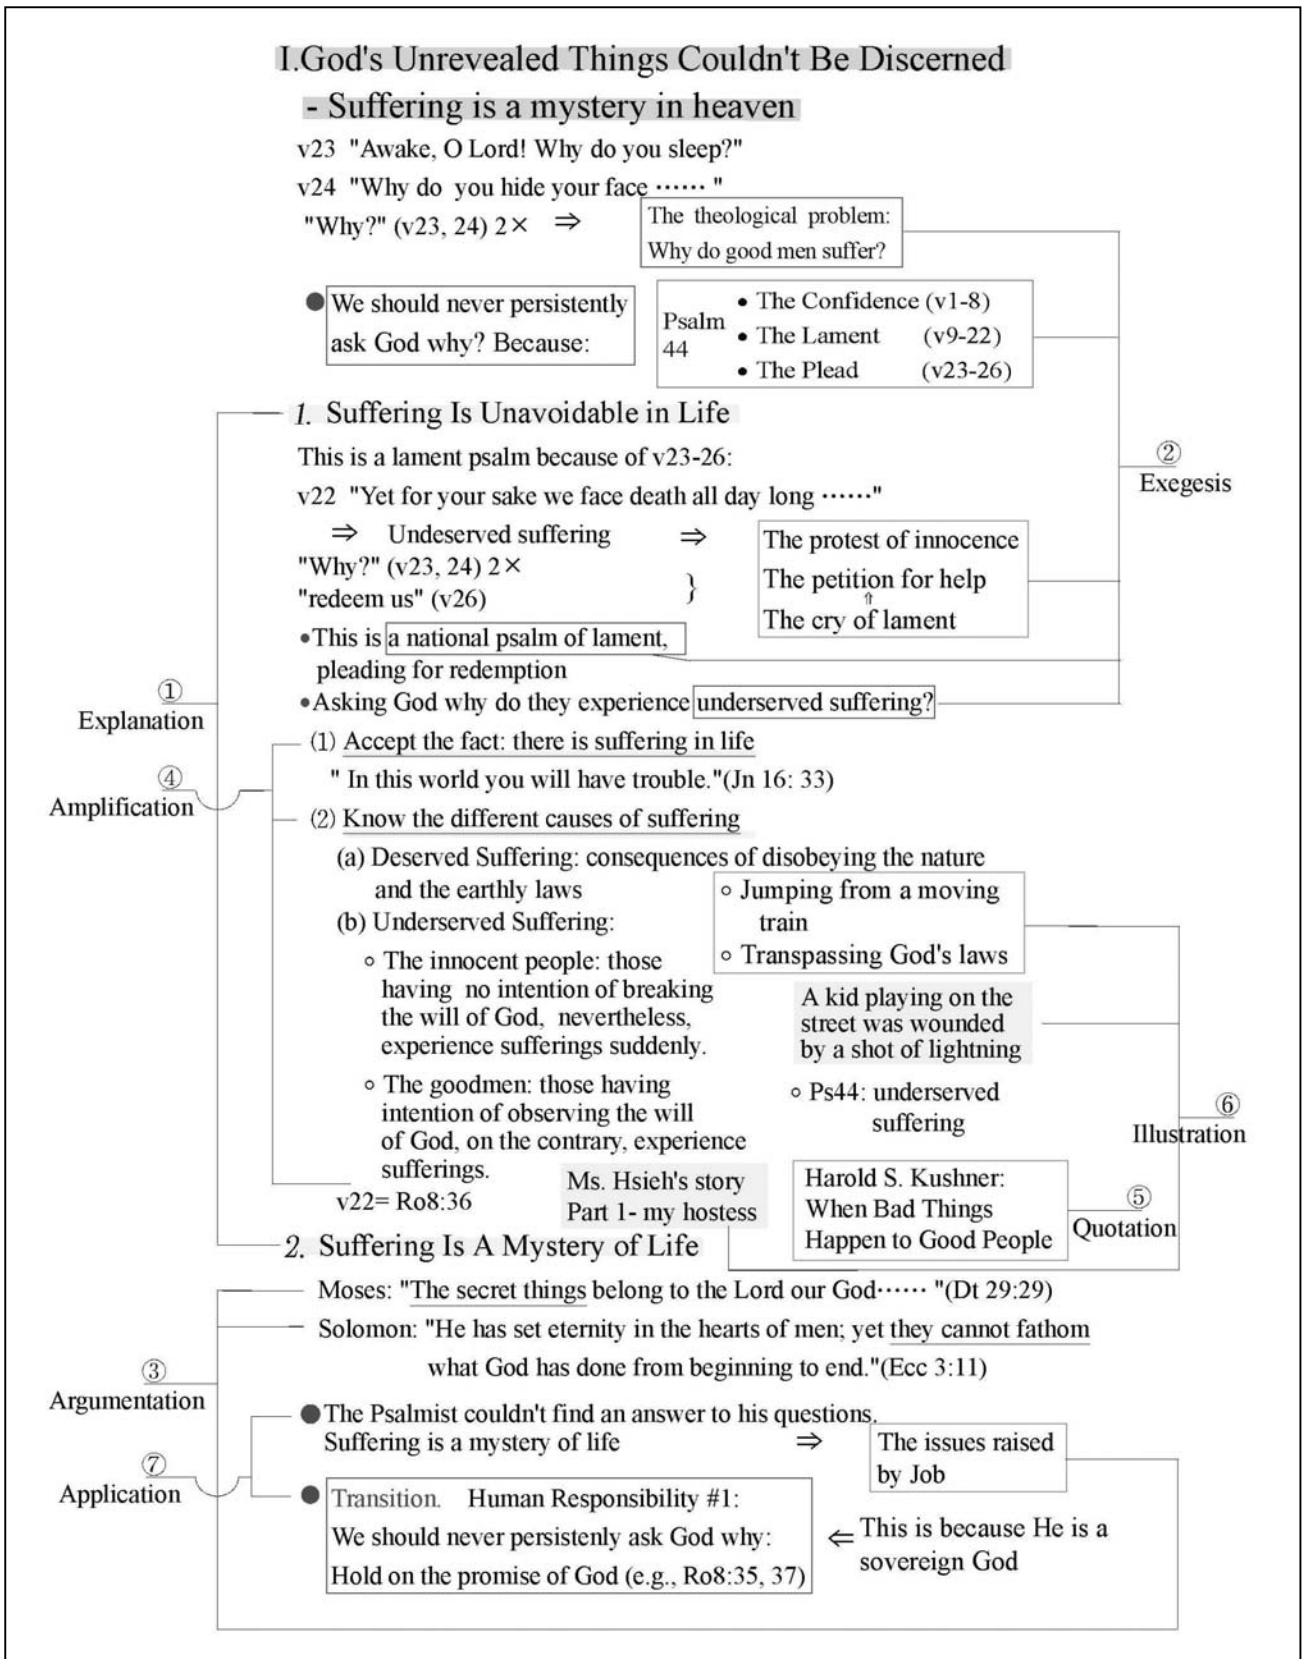 I.God's Unrevealed Things Couldn't Be Discerned
- Suffering is a mystery in heaven
v23 "Awake, O Lord! Why do you sleep?"
v24 "Why do you hide your face ⋯⋯ "
"Why?" (v23, 24) 2× ⇒
The theological problem:
Why do good men suffer?
● We should never persistently
ask God why? Because:
Psalm
44
• The Confidence (v1-8)
• The Lament (v9-22)
• The Plead (v23-26)
1. Suffering Is Unavoidable in Life
This is a lament psalm because of v23-26:
v22 "Yet for your sake we face death all day long ⋯⋯"
⇒ Undeserved suffering ⇒
"Why?" (v23, 24) 2×
"redeem us" (v26)
}
The protest of innocence
The petition for help
⇑
The cry of lament
•This is a national psalm of lament,
pleading for redemption
•Asking God why do they experience underserved suffering?
②
Exegesis
①
Explanation
(1) Accept the fact: there is suffering in life
" In this world you will have trouble."(Jn 16: 33)
④
Amplification
(2) Know the different causes of suffering
(a) Deserved Suffering: consequences of disobeying the nature
and the earthly laws
○ Jumping from a moving
train
○ Transpassing God's laws
(b) Underserved Suffering:
○ The innocent people: those
having no intention of breaking
the will of God, nevertheless,
experience sufferings suddenly.
A kid playing on the
street was wounded
by a shot of lightning
○ The goodmen: those having
intention of observing the will
of God, on the contrary, experience
sufferings.
○ Ps44: underserved
suffering
⑥
Illustration
v22= Ro8:36
Ms. Hsieh's story
Part 1- my hostess
Harold S. Kushner:
When Bad Things
Happen to Good People
⑤
Quotation
2. Suffering Is A Mystery of Life
Moses: "The secret things belong to the Lord our God⋯⋯ "(Dt 29:29)
Solomon: "He has set eternity in the hearts of men; yet they cannot fathom
what God has done from beginning to end."(Ecc 3:11)
③
Argumentation
● The Psalmist couldn't find an answer to his questions.
Suffering is a mystery of life ⇒
The issues raised
by Job
⑦
Application
● Transition. Human Responsibility #1:
We should never persistenly ask God why:
Hold on the promise of God (e.g., Ro8:35, 37)
⇐ This is because He is a
sovereign God